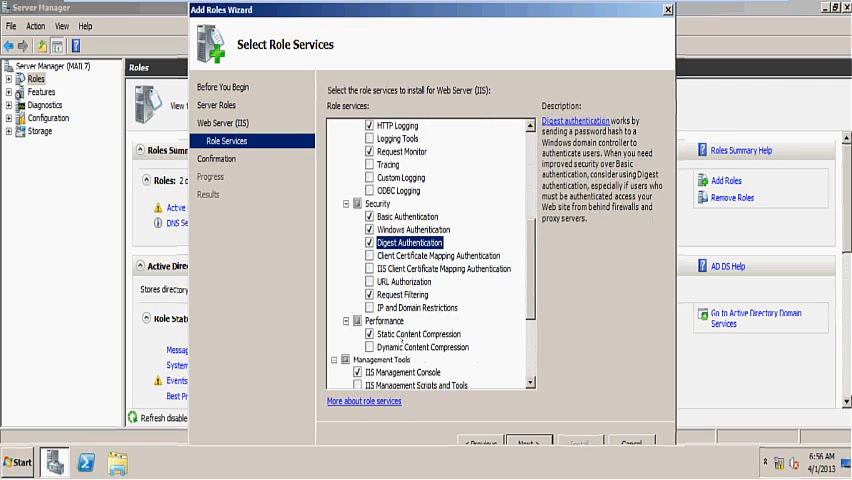 Server Manager
File Action View Help
Server Manager (MAIL7)
Roles
Features
Diagnostics
Configuration
Storage
Roles
View t
Roles Summ
Roles: 2 o
Active
DNS Se
Active Direc
Stores directory
Role Stat
Messag
System
Events
Best Pr
Refresh disable
Add Roles Wizard
Select Role Services
Before You Begin
Server Roles
Web Server (IIS)
Role Services
Confirmation
Progress
Results
Select the role services to install for Web Server (IIS):
Role services:
HTTP Logging
Logging Tools
Request Monitor
Tracing
Custom Logging
ODBC Logging
Security
Basic Authentication
Windows Authentication
Digest Authentication
Client Certificate Mapping Authentication
IIS Client Certificate Mapping Authentication
URL Authorization
Request Filtering
IP and Domain Restrictions
Performance
Static Content Compression
Dynamic Content Compression
Management Tools
IIS Management Console
IIS Management Scripts and Tools
More about role services
Description:
Digest authentication works by
sending a password hash to a
Windows domain controller to
authenticate users. When you need
improved security over Basic
authentication, consider using Digest
authentication, especially if users who
must be authenticated access your
Web site from behind firewalls and
proxy servers.
< Previous Next > Install Cancel
Roles Summary Help
Add Roles
Remove Roles
AD DS Help
Go to Active Directory Domain
Services
Start
6:56 AM
4/1/2013